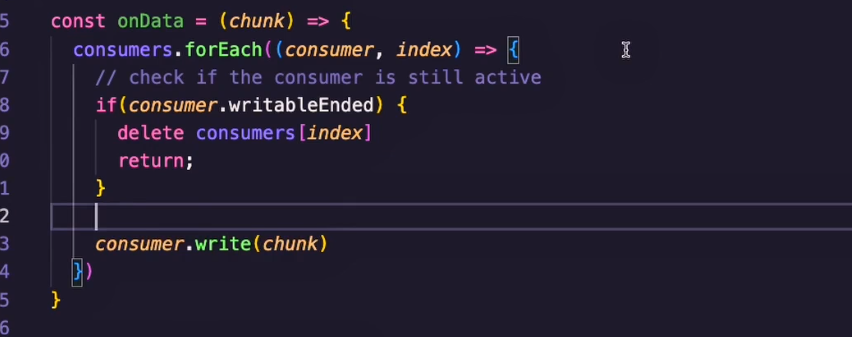 5 const onData = (chunk) => {
6 consumers.forEach((consumer, index) => {
7 // check if the consumer is still active
8 if(consumer.writableEnded) {
9 delete consumers[index]
0 return;
1 }
2
3 consumer.write(chunk)
4 })
5 }
6